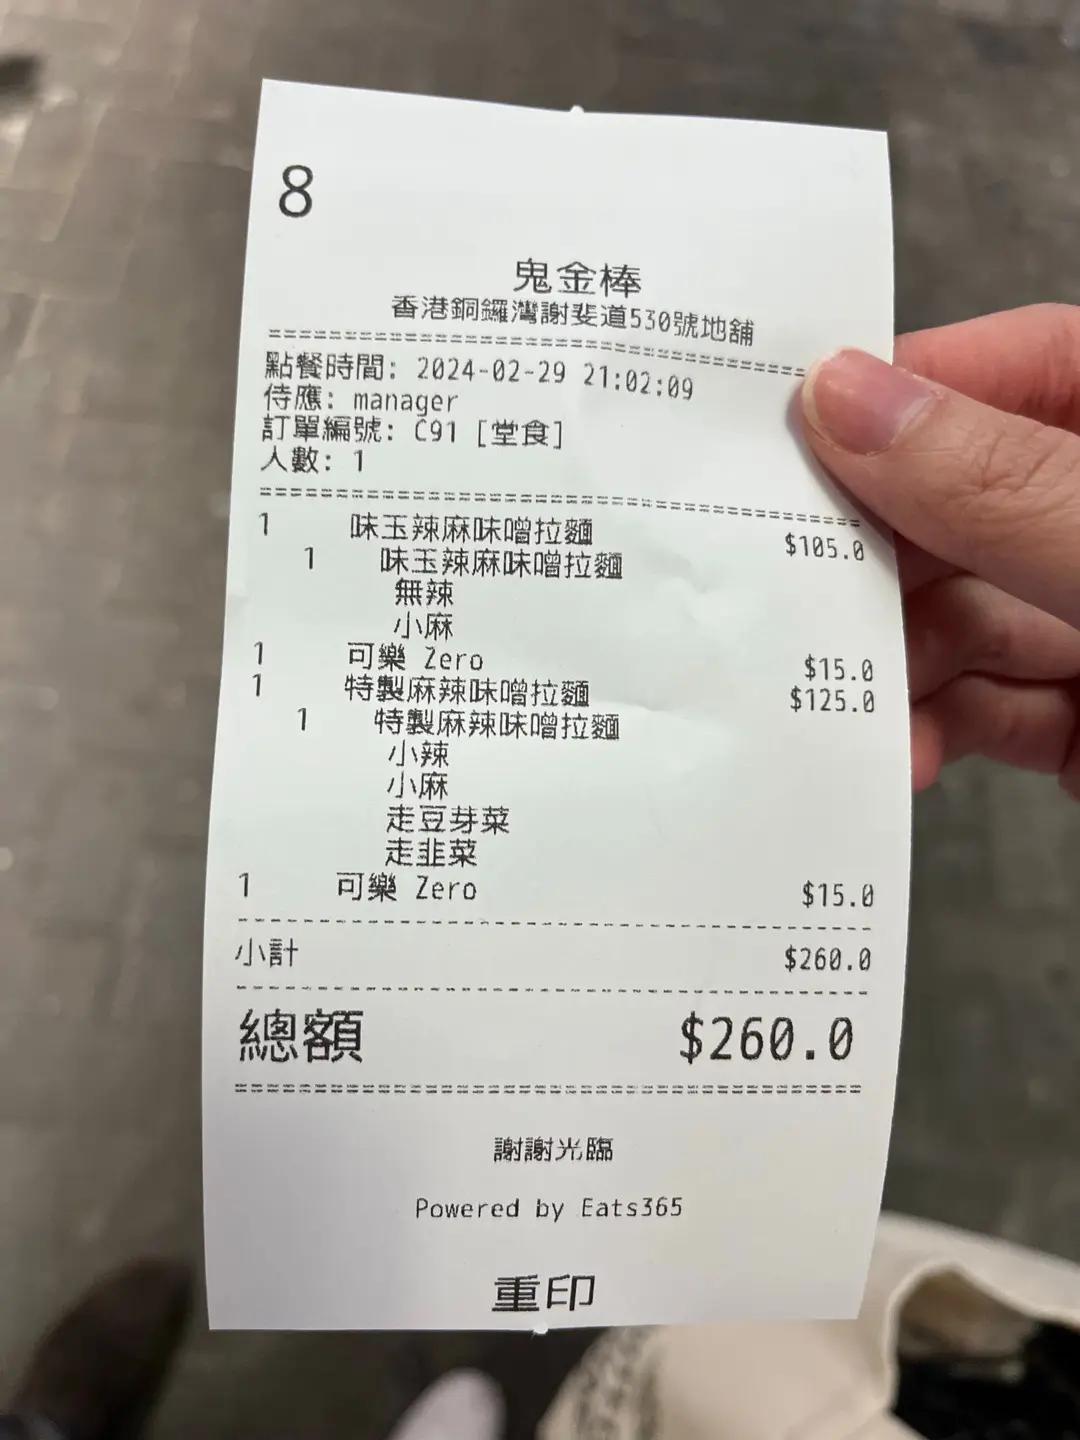 8
鬼金棒
香港銅鑼灣謝斐道530號地舖
點餐時間: 2024-02-29 21:02:09
侍應: manager
訂單編號: C91 [堂食]
人數: 1
1 味玉辣麻味噌拉麵 $105.0
1 味玉辣麻味噌拉麵
無辣
小麻
1 可樂 Zero $15.0
1 特製麻辣味噌拉麵 $125.0
1 特製麻辣味噌拉麵
小辣
小麻
走豆芽菜
走韭菜
1 可樂 Zero $15.0
小計 $260.0
總額 $260.0
謝謝光臨
Powered by Eats365
重印